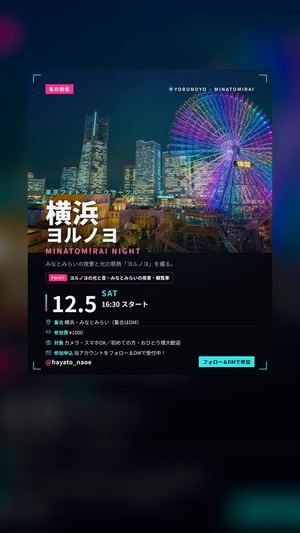 毎月開催
YORUNOYO - MINATOMIRAI
18:32
東京フォトウォークサークル
横浜
ヨルノヨ
MINATOMIRAI NIGHT
みなとみらいの夜景と光の祭典「ヨルノヨ」を撮る。
POINT ヨルノヨの光と音・みなとみらいの夜景・観覧車
12.5 SAT
16:30 スタート
集合 横浜・みなとみらい（集合はDM）
参加費 ¥1000
対象 カメラ・スマホOK／初めての方・おひとり様大歓迎
参加申込 当アカウントをフォロー＆DMで受付中！
@hayato_naoe
フォロー&DMで参加